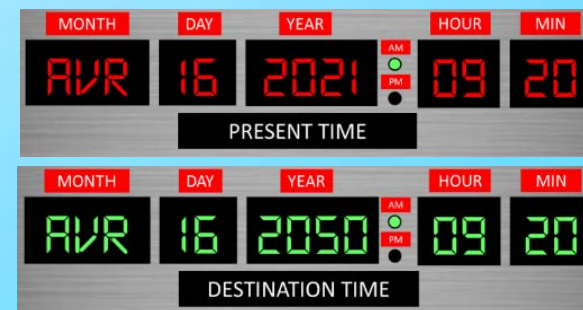 MONTH DAY YEAR HOUR MIN
AM
AVR 16 2021 09 20
PM
PRESENT TIME
MONTH DAY YEAR HOUR MIN
AM
AVR 16 2050 09 20
PM
DESTINATION TIME